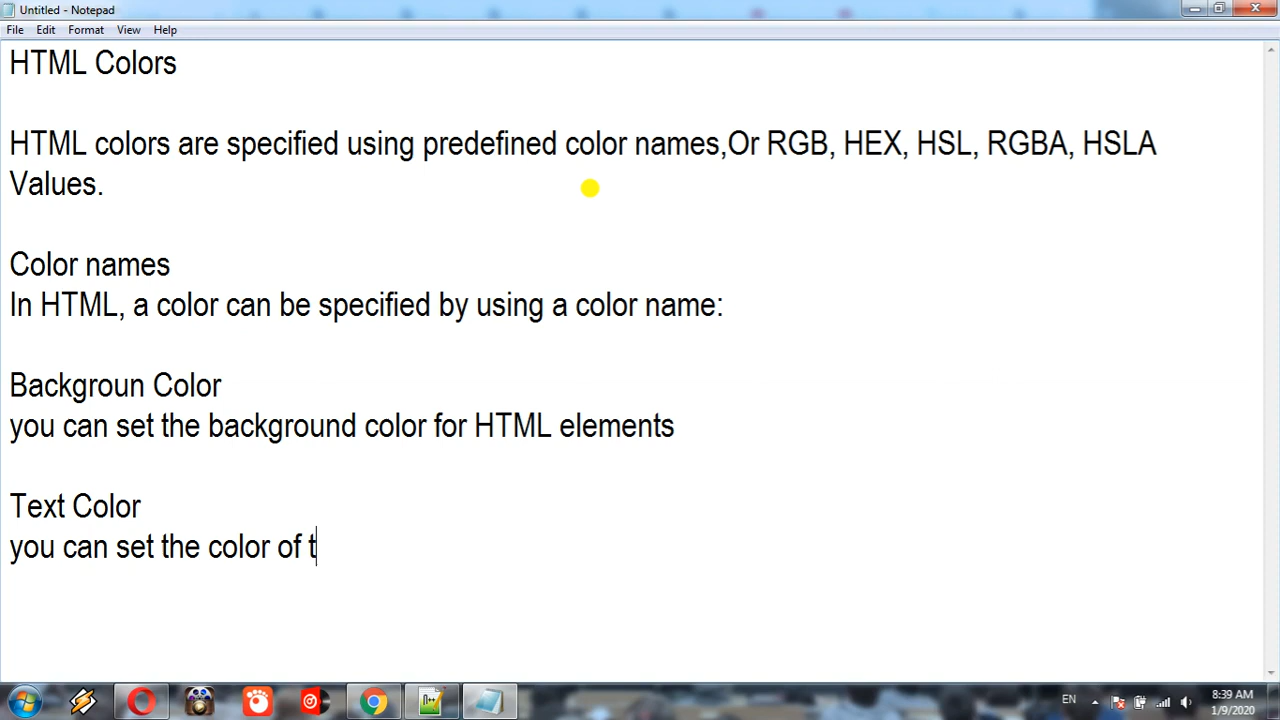 Untitled - Notepad
File Edit Format View Help
HTML Colors
HTML colors are specified using predefined color names,Or RGB, HEX, HSL, RGBA, HSLA
Values.
Color names
In HTML, a color can be specified by using a color name:
Backgroun Color
you can set the background color for HTML elements
Text Color
you can set the color of t
EN
8:39 AM
1/9/2020